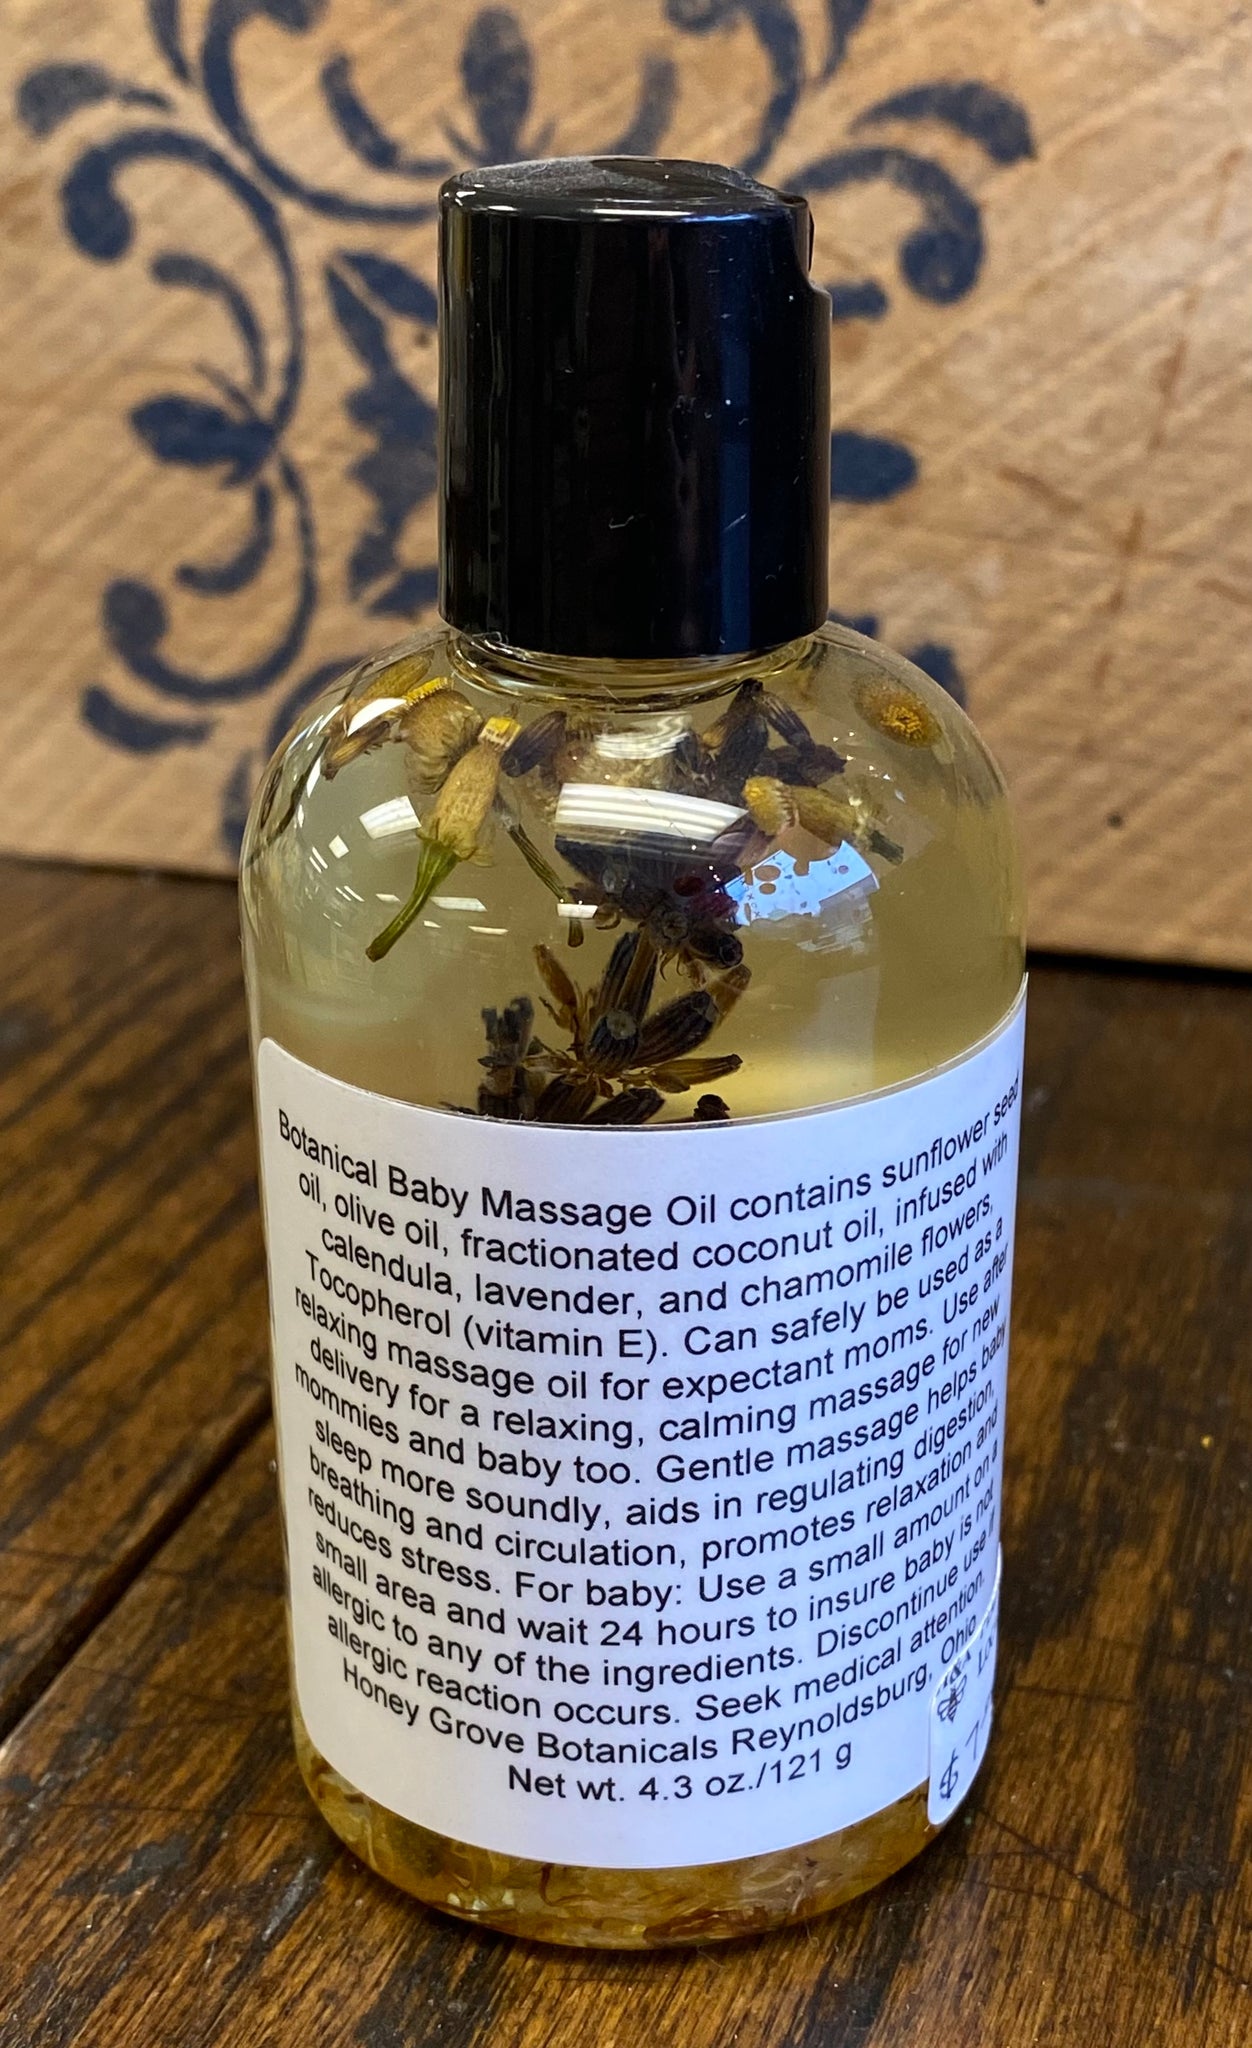 Botanical Baby Massage Oil contains sunflower seed
oil, olive oil, fractionated coconut oil, infused with
calendula, lavender, and chamomile flowers,
Tocopherol (vitamin E). Can safely be used as a
relaxing massage oil for expectant moms. Use after
delivery for a relaxing, calming massage for new
mommies and baby too. Gentle massage helps baby
sleep more soundly, aids in regulating digestion,
breathing and circulation, promotes relaxation and
reduces stress. For baby: Use a small amount on a
small area and wait 24 hours to insure baby is not
allergic to any of the ingredients. Discontinue use if
allergic reaction occurs. Seek medical attention.
Honey Grove Botanicals Reynoldsburg, Ohio
Net wt. 4.3 oz./121 g
$